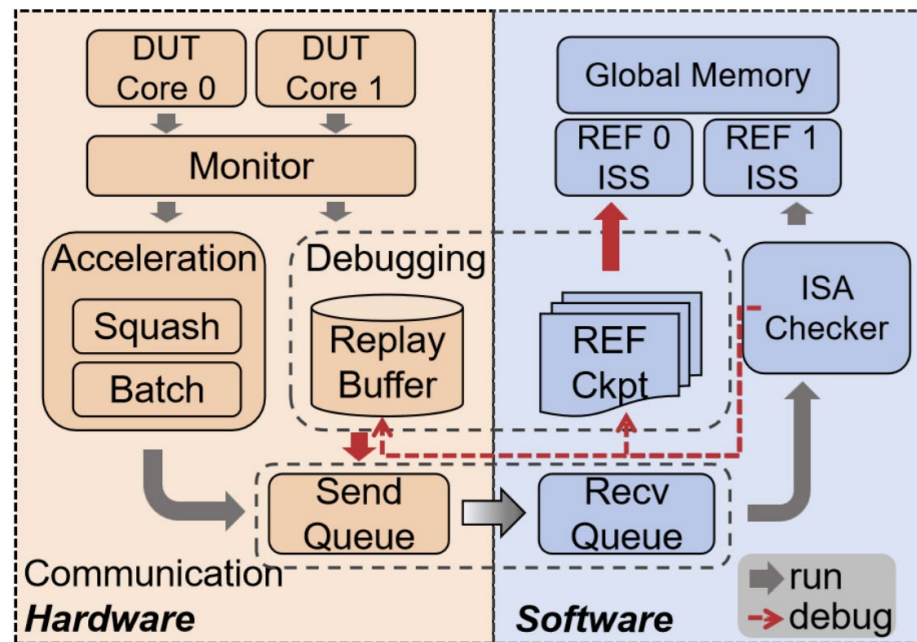 DUT
Core 0
DUT
Core 1
Monitor
Acceleration
Squash
Batch
Debugging
Replay
Buffer
Send
Queue
Communication
Hardware
Global Memory
REF 0
ISS
REF 1
ISS
REF
Ckpt
ISA
Checker
Recv
Queue
Software
run
debug